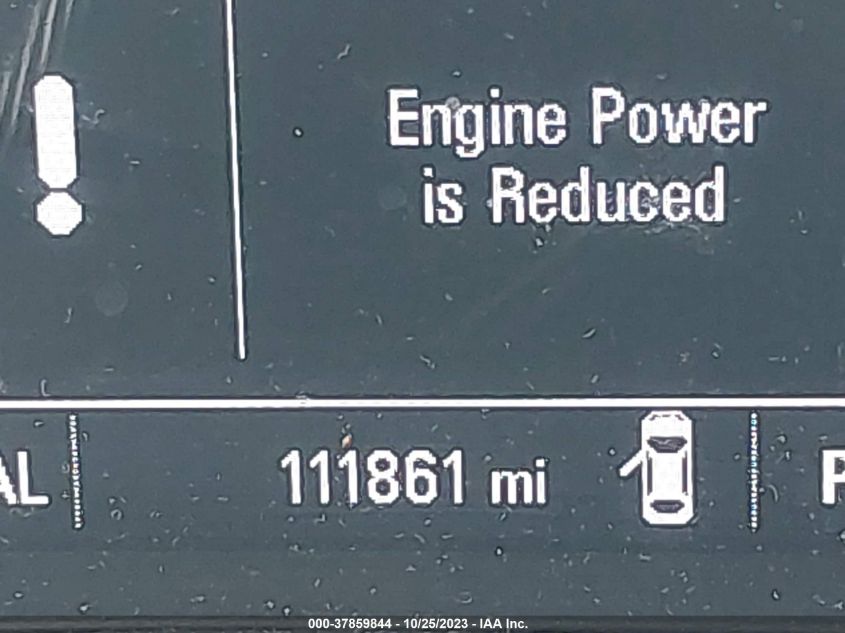 Engine Power
is Reduced
AL 111861 mi P
000-37859844 - 10/25/2023 - IAA Inc.